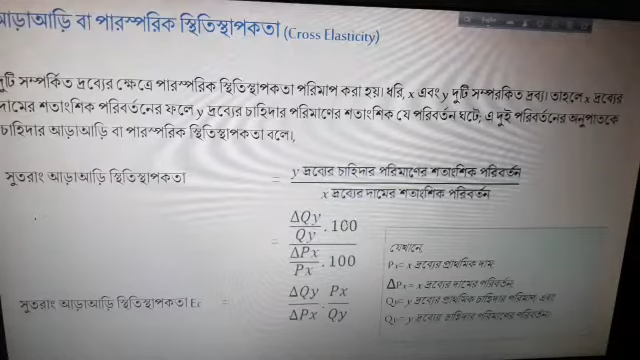 আড়াআড়ি বা পারস্পরিক স্থিতিস্থাপকতা (Cross Elasticity)
দুটি সম্পর্কিত দ্রব্যের ক্ষেত্রে পারস্পরিক স্থিতিস্থাপকতা পরিমাপ করা হয়। ধরি, x এবং y দুটি সম্পরকিত দ্রব্য। তাহলে x দ্রব্যের
দামের শতাংশিক পরিবর্তনের ফলে y দ্রব্যের চাহিদার পরিমাণের শতাংশিক যে পরিবর্তন ঘটে, এ দুই পরিবর্তনের অনুপাতকে
চাহিদার আড়াআড়ি বা পারস্পরিক স্থিতিস্থাপকতা বলে।
সুতরাং আড়াআড়ি স্থিতিস্থাপকতা = y দ্রব্যের চাহিদার পরিমাণের শতাংশিক পরিবর্তন
x দ্রব্যের দামের শতাংশিক পরিবর্তন
ΔQy
Qy . 100
=
ΔPx
Px . 100
যেখানে,
Px = x দ্রব্যের প্রাথমিক দাম
ΔPx = x দ্রব্যের দামের পরিবর্তন
Qy = y দ্রব্যের প্রাথমিক চাহিদার পরিমাণ এবং
Qy = y দ্রব্যের চাহিদার পরিমাণের পরিবর্তন
সুতরাং আড়াআড়ি স্থিতিস্থাপকতা = ΔQy Px
ΔPx . Qy